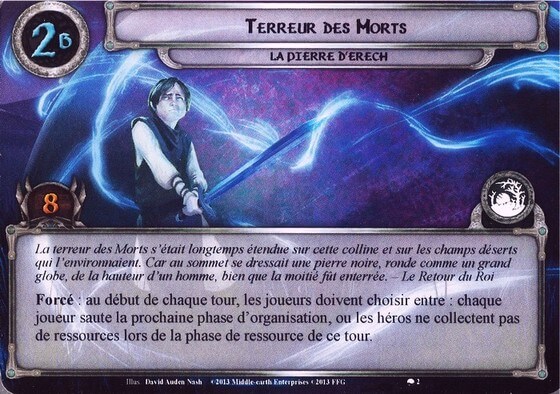 2B
TERREUR DES MORTS
LA PIERRE D'ERECH
8
La terreur des Morts s'était longtemps étendue sur cette colline et sur les champs déserts
qui l'environnaient. Car au sommet se dressait une pierre noire, ronde comme un grand
globe, de la hauteur d'un homme, bien que la moitié fût enterrée. – Le Retour du Roi
Forcé : au début de chaque tour, les joueurs doivent choisir entre : chaque
joueur saute la prochaine phase d'organisation, ou les héros ne collectent pas
de ressources lors de la phase de ressource de ce tour.
Illus. David Auden Nash ©2013 Middle-earth Enterprises ©2013 FFG 2